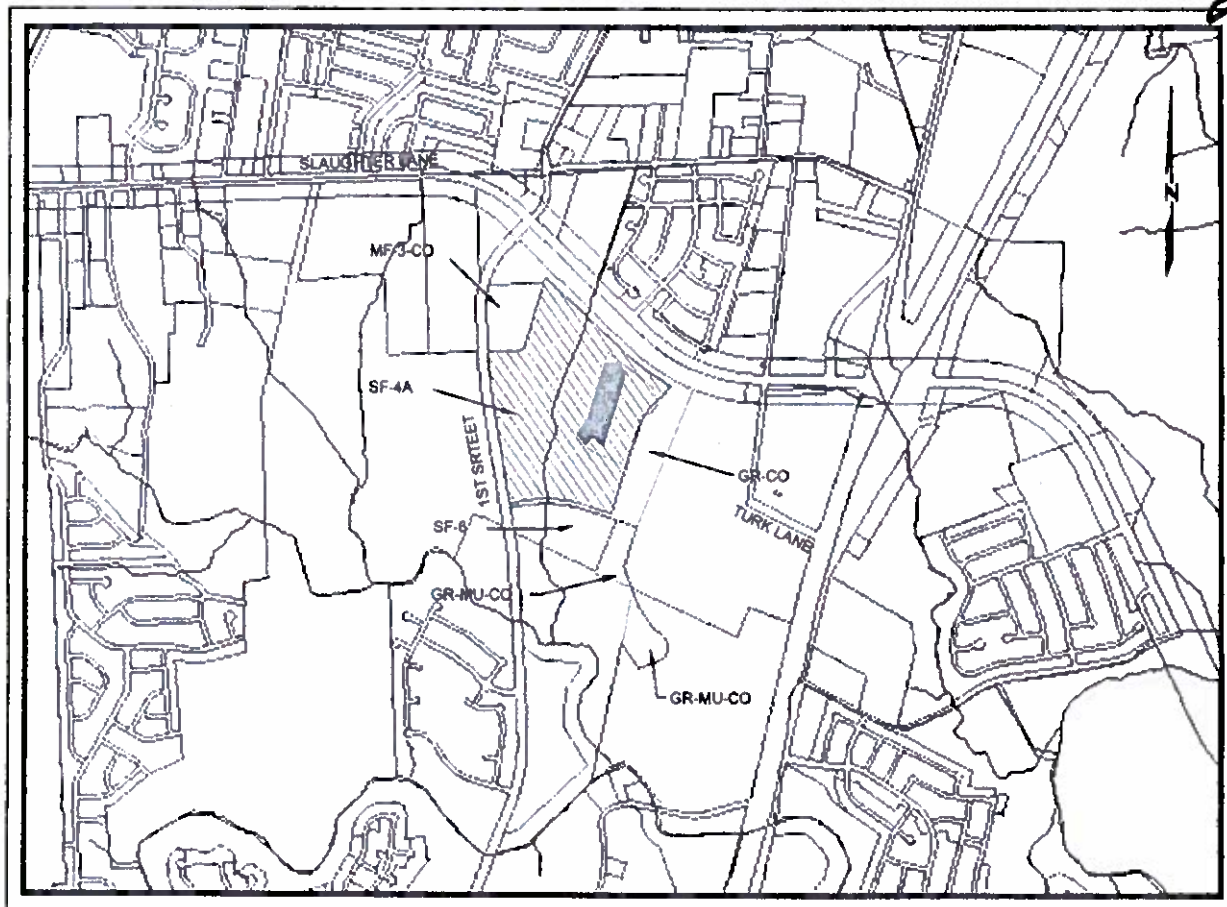 SLAUGHTER LANE
MF-3-CO
SF-4A
1ST SRTEET
GR-CO
TURK LANE
SF-6
GR-MU-CO
GR-MU-CO
N